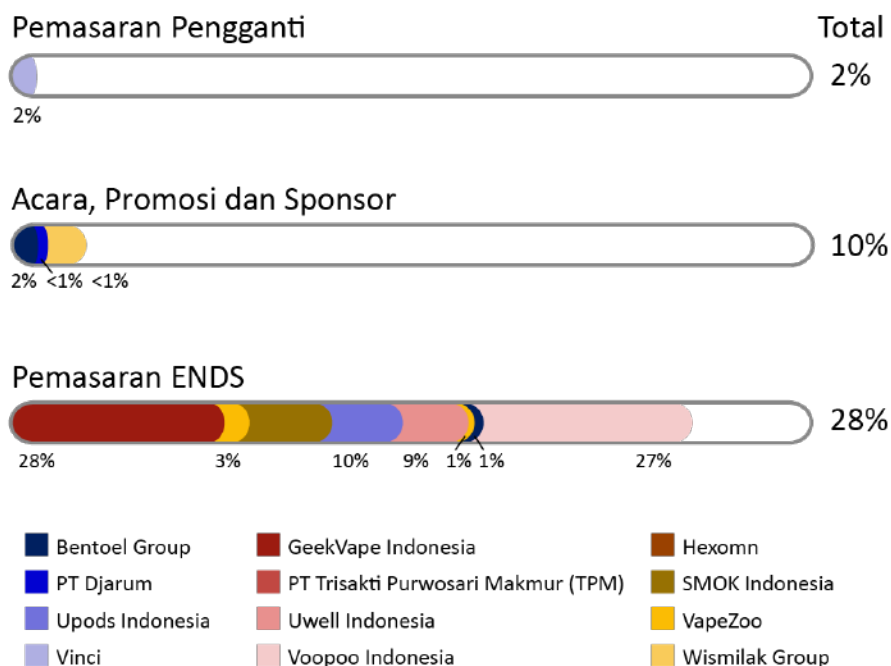 Pemasaran Pengganti Total
2%
2%
Acara, Promosi dan Sponsor
10%
2% <1% <1%
Pemasaran ENDS
28%
28% 3% 10% 9% 1% 1% 27%
Bentoel Group GeekVape Indonesia Hexomn
PT Djarum PT Trisakti Purwosari Makmur (TPM) SMOK Indonesia
Upods Indonesia Uwell Indonesia VapeZoo
Vinci Voopoo Indonesia Wismilak Group